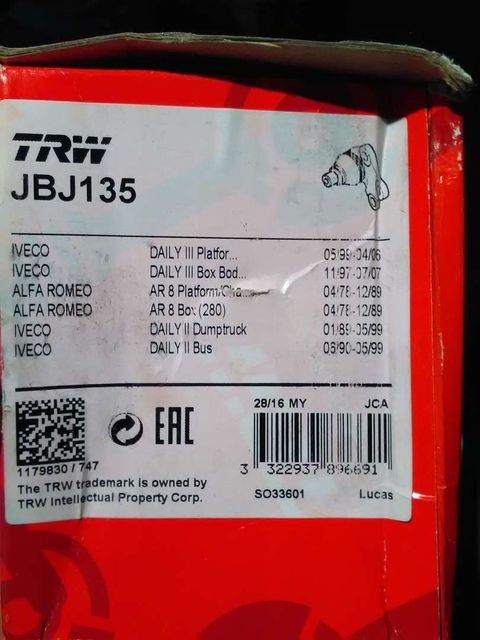 TRW
JBJ135
IVECO DAILY III Platfor... 05/99-04/06
IVECO DAILY III Box Bod... 11/97-07/07
ALFA ROMEO AR 8 Platform/Cha... 04/78-12/89
ALFA ROMEO AR 8 Box (280) 04/78-12/89
IVECO DAILY II Dumptruck 01/89-05/99
IVECO DAILY II Bus 06/90-05/99
28/16 MY JCA
EAC
1179830 / 747
3 322937 896691
The TRW trademark is owned by
TRW Intellectual Property Corp.
SO33601 Lucas